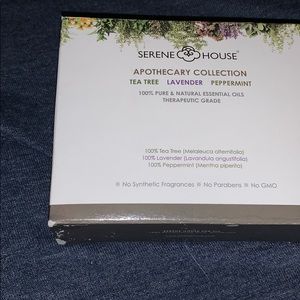 SERENE HOUSE
APOTHECARY COLLECTION
TEA TREE LAVENDER PEPPERMINT
100% PURE & NATURAL ESSENTIAL OILS
THERAPEUTIC GRADE
100% Tea Tree (Melaleuca alternifolia)
100% Lavender (Lavandula angustifolia)
100% Peppermint (Mentha piperita)
No Synthetic Fragrances No Parabens No GMO